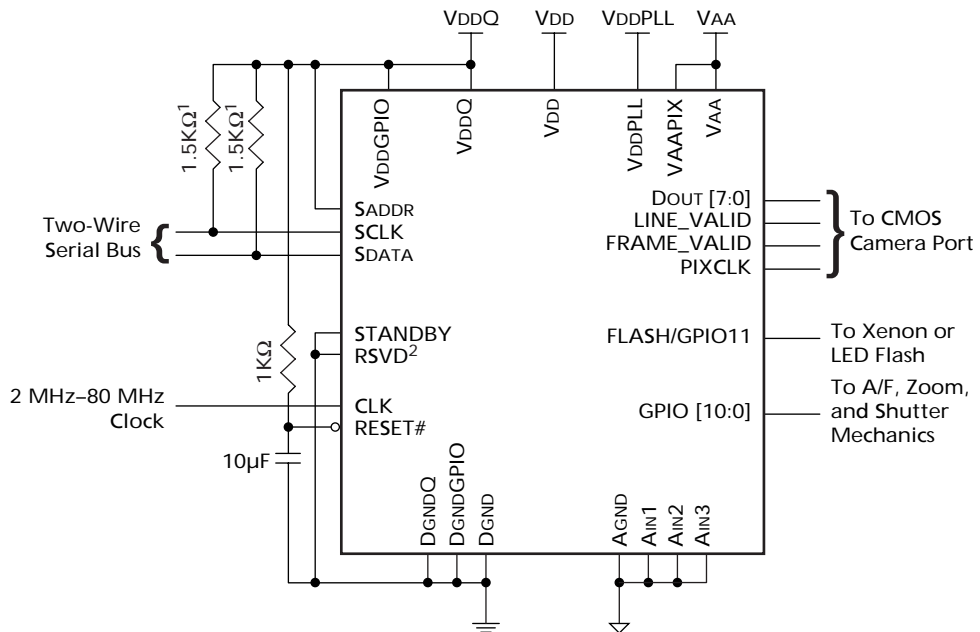 VDDQ
VDD
VDDPLL
VAA
1.5KΩ¹
1.5KΩ¹
VDDGPIO
VDDQ
VDD
VDDPLL
VAAPIX
VAA
SADDR
SCLK
SDATA
Two-Wire
Serial Bus
DOUT [7:0]
LINE_VALID
FRAME_VALID
PIXCLK
To CMOS
Camera Port
STANDBY
RSVD²
1KΩ
FLASH/GPIO11
To Xenon or
LED Flash
2 MHz–80 MHz
Clock
CLK
RESET#
GPIO [10:0]
To A/F, Zoom,
and Shutter
Mechanics
10µF
DGNDQ
DGNDGPIO
DGND
AGND
AIN1
AIN2
AIN3